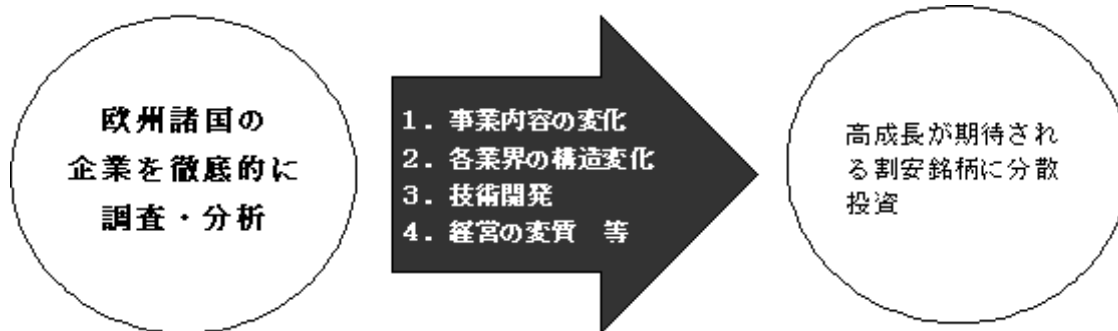 欧州諸国の
企業を徹底的に
調査・分析
1．事業内容の変化
2．各業界の構造変化
3．技術開発
4．経営の変質　等
高成長が期待され
る割安銘柄に分散
投資